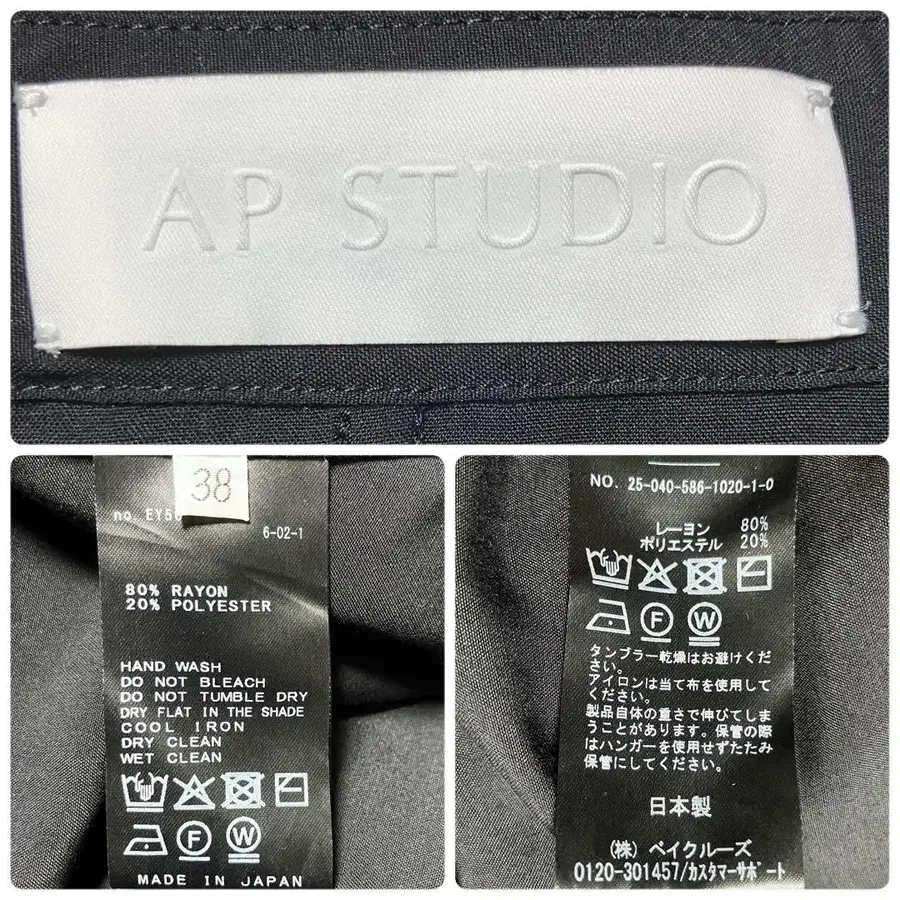 AP STUDIO
38
no. EY56
6-02-1
80% RAYON
20% POLYESTER
HAND WASH
DO NOT BLEACH
DO NOT TUMBLE DRY
DRY FLAT IN THE SHADE
COOL IRON
DRY CLEAN
WET CLEAN
F W
MADE IN JAPAN
NO. 25-040-586-1020-1-0
レーヨン 80%
ポリエステル 20%
F W
タンブラー乾燥はお避けくだ
さい。
アイロンは当て布を使用して
ください。
製品自体の重さで伸びてしま
うことがあります。保管の際
はハンガーを使用せずたたみ
保管にしてください。
日本製
(株) ベイクルーズ
0120-301457/カスタマーサポート